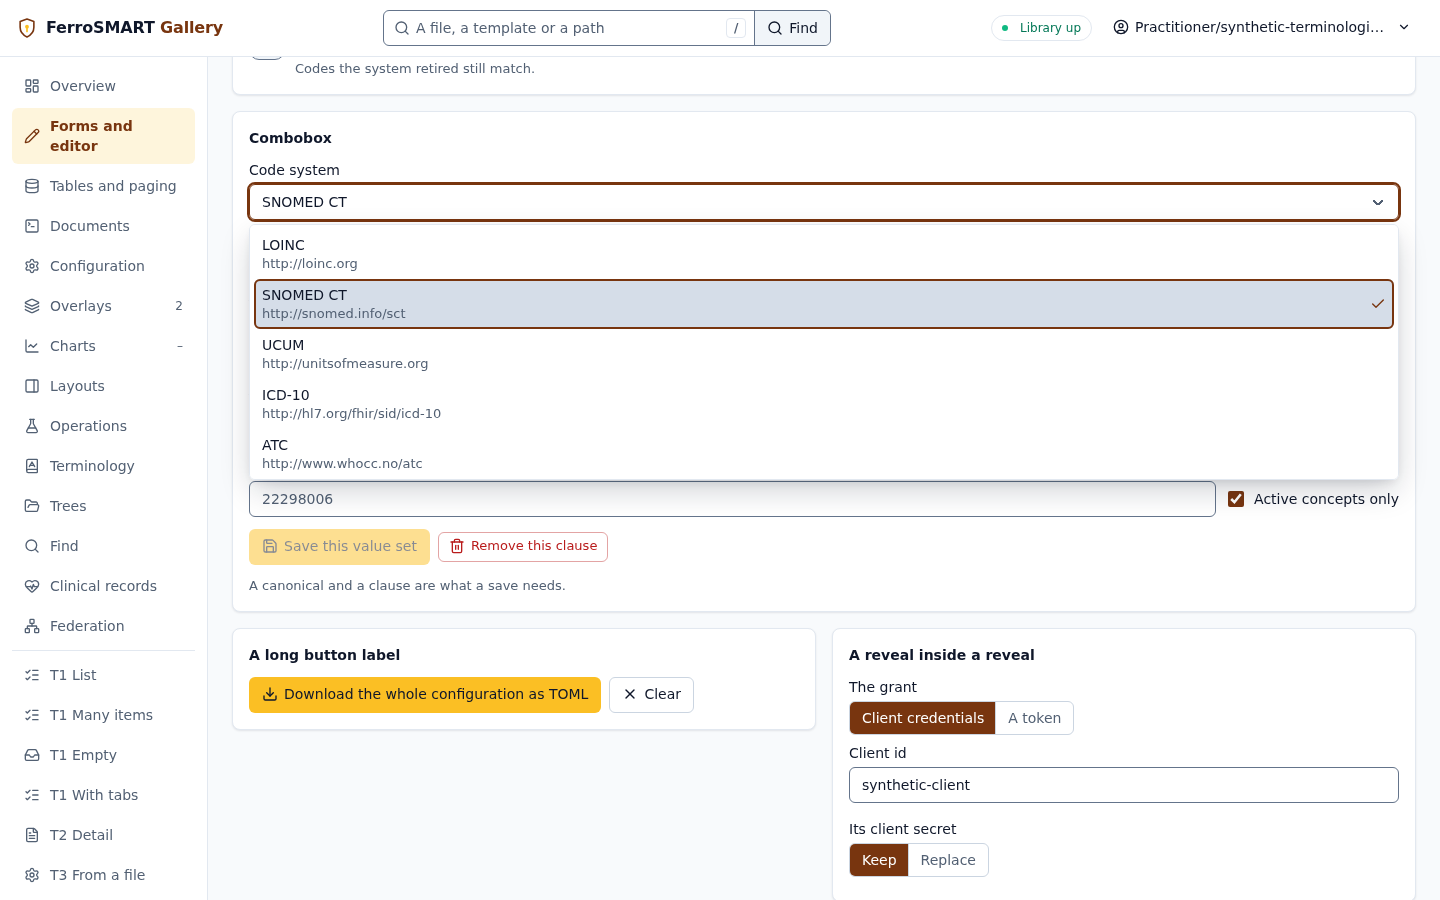 FerroSMART Gallery
A file, a template or a path
/
Find
Library up
Practitioner/synthetic-terminologi...
Overview
Forms and
editor
Tables and paging
Documents
Configuration
Overlays
2
Charts
–
Layouts
Operations
Terminology
Trees
Find
Clinical records
Federation
T1 List
T1 Many items
T1 Empty
T1 With tabs
T2 Detail
T3 From a file
Codes the system retired still match.
Combobox
Code system
SNOMED CT
LOINC
http://loinc.org
SNOMED CT
http://snomed.info/sct
UCUM
http://unitsofmeasure.org
ICD-10
http://hl7.org/fhir/sid/icd-10
ATC
http://www.whocc.no/atc
22298006
Active concepts only
Save this value set
Remove this clause
A canonical and a clause are what a save needs.
A long button label
Download the whole configuration as TOML
Clear
A reveal inside a reveal
The grant
Client credentials
A token
Client id
synthetic-client
Its client secret
Keep
Replace